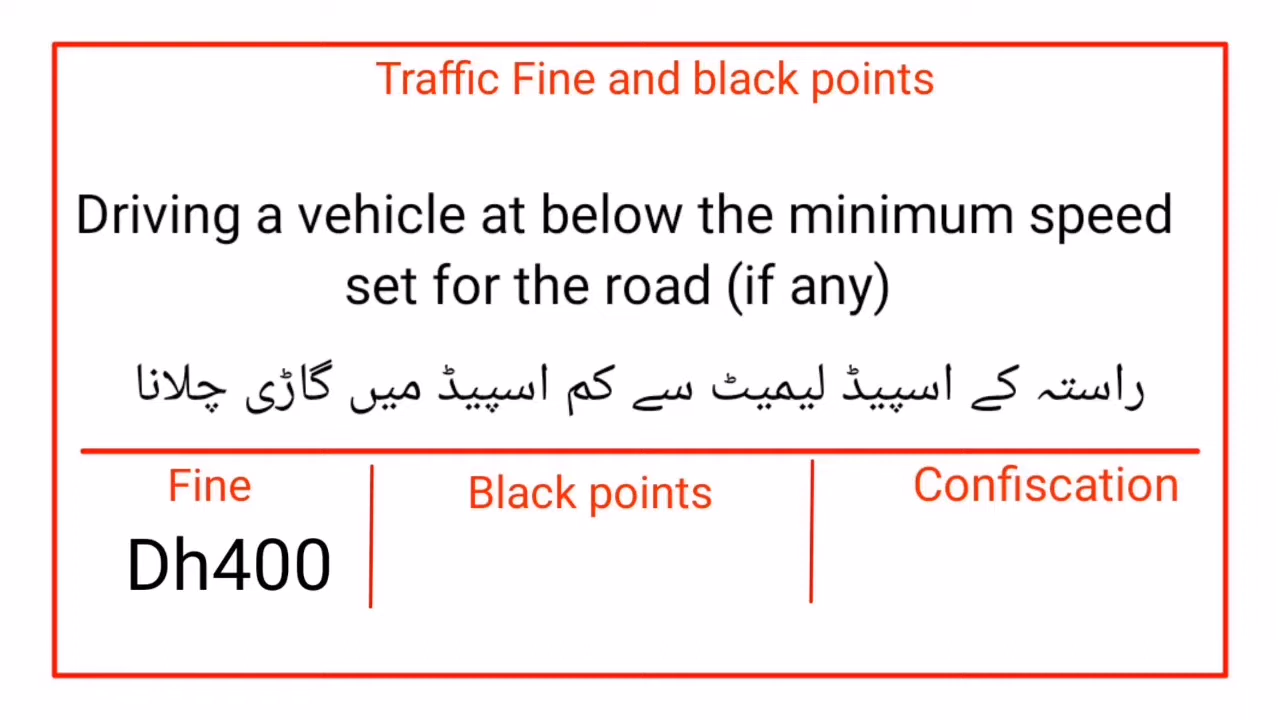 Traffic Fine and black points
Driving a vehicle at below the minimum speed
set for the road (if any)
راستہ کے اسپیڈ لیمیٹ سے کم اسپیڈ میں گاڑی چلانا
Fine
Black points
Confiscation
Dh400